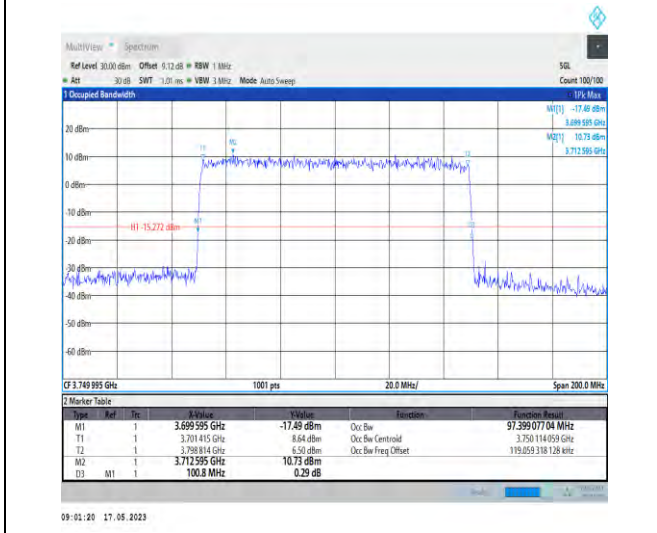 MultiView Spectrum
Ref Level 30.00 dBm Offset 9.12 dB RBW 1 MHz SGL
Att 30 dB SWT 1.01 ms VBW 3 MHz Mode Auto Sweep Count 100/100
1 Occupied Bandwidth 1Pk Max
M1[1] -17.49 dBm
3.699 595 GHz
20 dBm M2[1] 10.73 dBm
3.712 595 GHz
M2
T1 T2
10 dBm
0 dBm
-10 dBm
H1 -15.272 dBm M1 D3
-20 dBm
-30 dBm
-40 dBm
-50 dBm
-60 dBm
CF 3.749 995 GHz 1001 pts 20.0 MHz/ Span 200.0 MHz
2 Marker Table
Type Ref Trc X-Value Y-Value Function Function Result
M1 1 3.699 595 GHz -17.49 dBm Occ Bw 97.399 077 04 MHz
T1 1 3.701 415 GHz 8.64 dBm Occ Bw Centroid 3.750 114 059 GHz
T2 1 3.798 814 GHz 6.50 dBm Occ Bw Freq Offset 119.059 318 128 kHz
M2 1 3.712 595 GHz 10.73 dBm
D3 M1 1 100.8 MHz 0.29 dB
09:01:20 17.05.2023